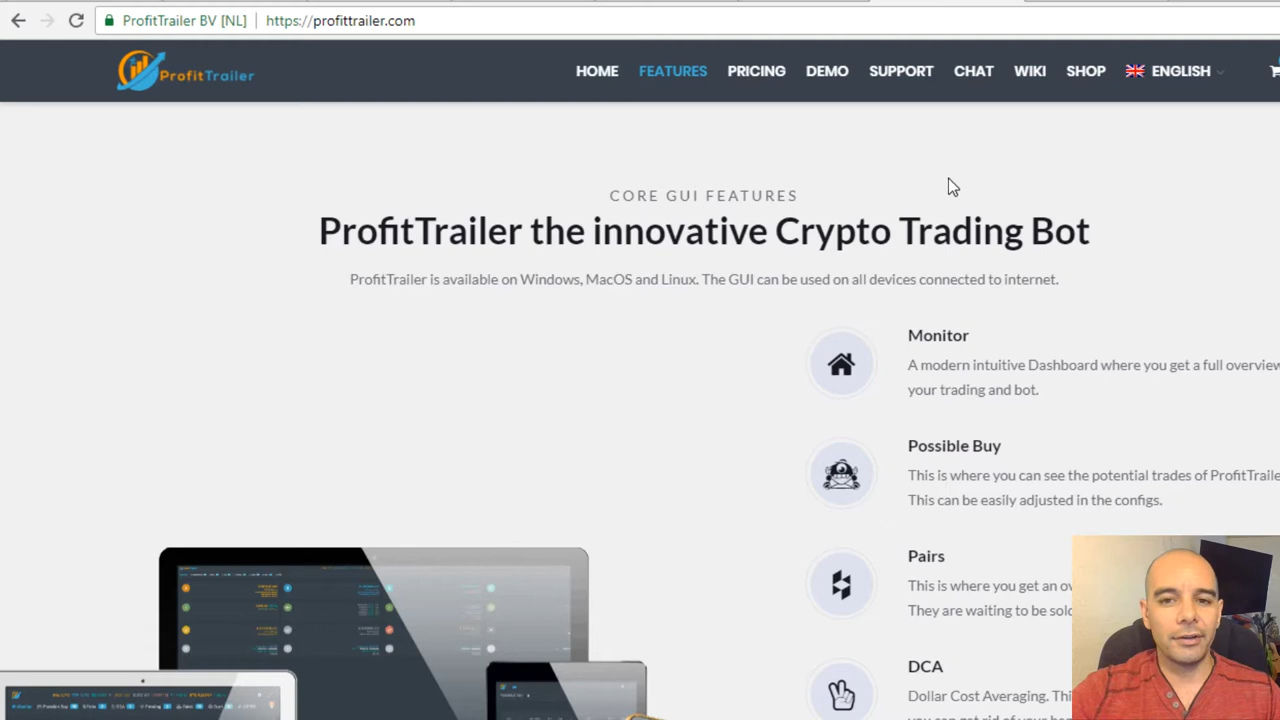 ProfitTrailer BV [NL] https://profittrailer.com
ProfitTrailer HOME FEATURES PRICING DEMO SUPPORT CHAT WIKI SHOP ENGLISH
CORE GUI FEATURES
ProfitTrailer the innovative Crypto Trading Bot
ProfitTrailer is available on Windows, MacOS and Linux. The GUI can be used on all devices connected to internet.
Monitor
A modern intuitive Dashboard where you get a full overview
your trading and bot.
Possible Buy
This is where you can see the potential trades of ProfitTraile
This can be easily adjusted in the configs.
Pairs
This is where you get an ov
They are waiting to be sold
DCA
Dollar Cost Averaging. Thi